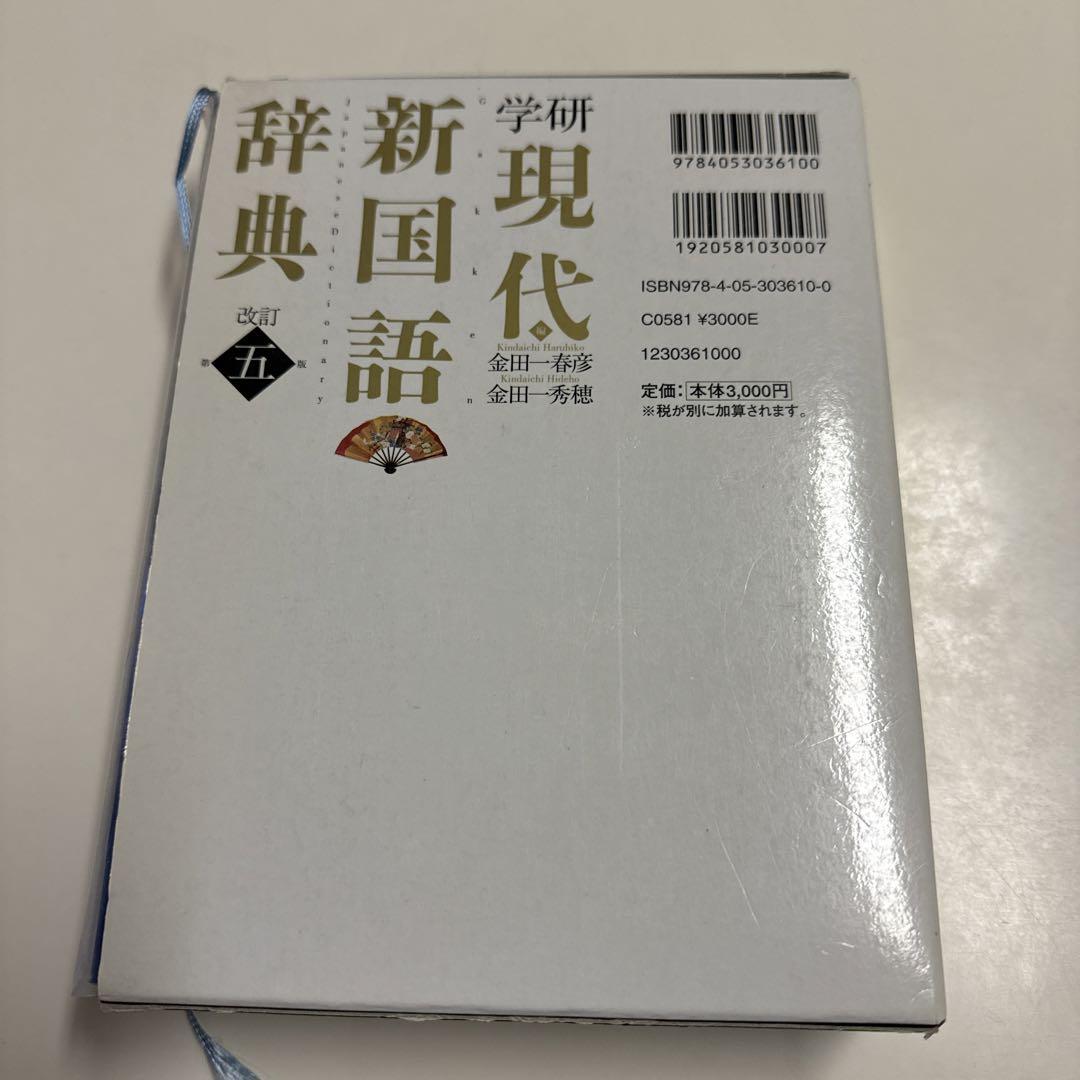 学研
現代
新国語
辞典
Gakken
JapaneseDictionary
改訂
第五版
編
Kindaichi Haruhiko
金田一春彦
Kindaichi Hideho
金田一秀穂
9784053036100
1920581030007
ISBN978-4-05-303610-0
C0581 ¥3000E
1230361000
定価：本体3,000円
※税が別に加算されます。